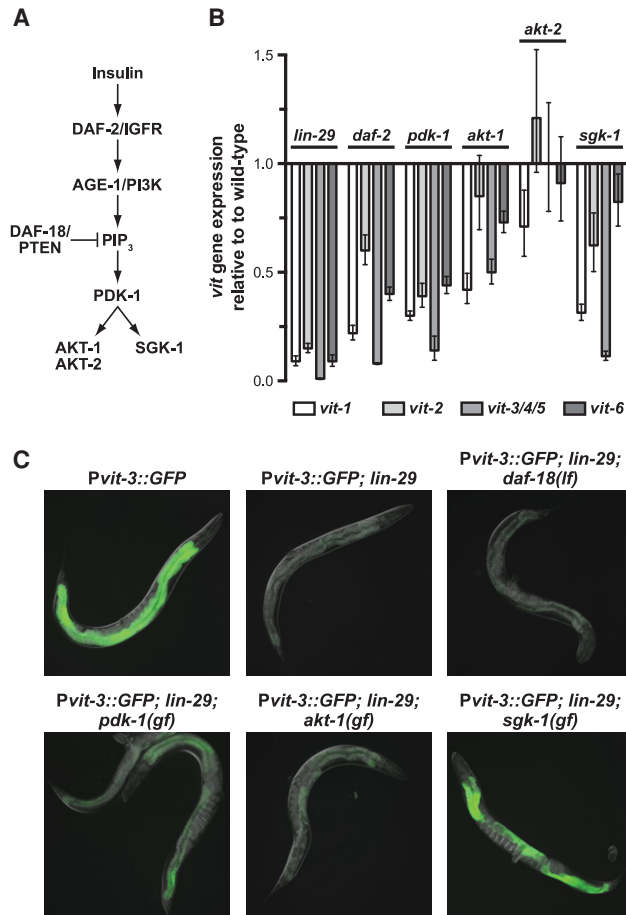 A
Insulin
DAF-2/IGFR
AGE-1/PI3K
DAF-18/
PTEN
PIP3
PDK-1
AKT-1
AKT-2
SGK-1
B
vit gene expression
relative to to wild-type
1.5
1.0
0.5
0.0
lin-29
daf-2
pdk-1
akt-1
akt-2
sgk-1
vit-1
vit-2
vit-3/4/5
vit-6
C
Pvit-3::GFP
Pvit-3::GFP; lin-29
Pvit-3::GFP; lin-29;
daf-18(lf)
Pvit-3::GFP; lin-29;
pdk-1(gf)
Pvit-3::GFP; lin-29;
akt-1(gf)
Pvit-3::GFP; lin-29;
sgk-1(gf)